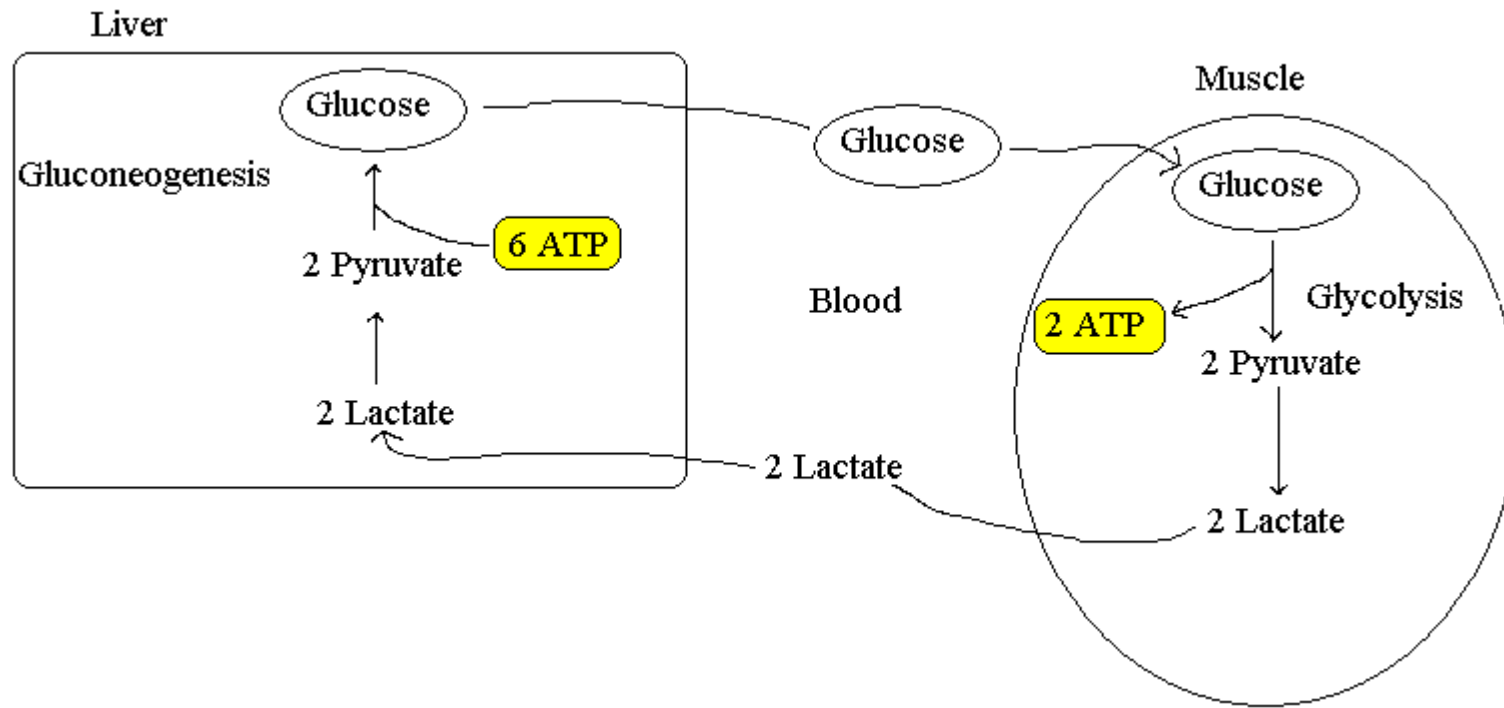 Liver
Glucose
Gluconeogenesis
6 ATP
2 Pyruvate
2 Lactate
Glucose
Blood
2 Lactate
Muscle
Glucose
2 ATP
Glycolysis
2 Pyruvate
2 Lactate